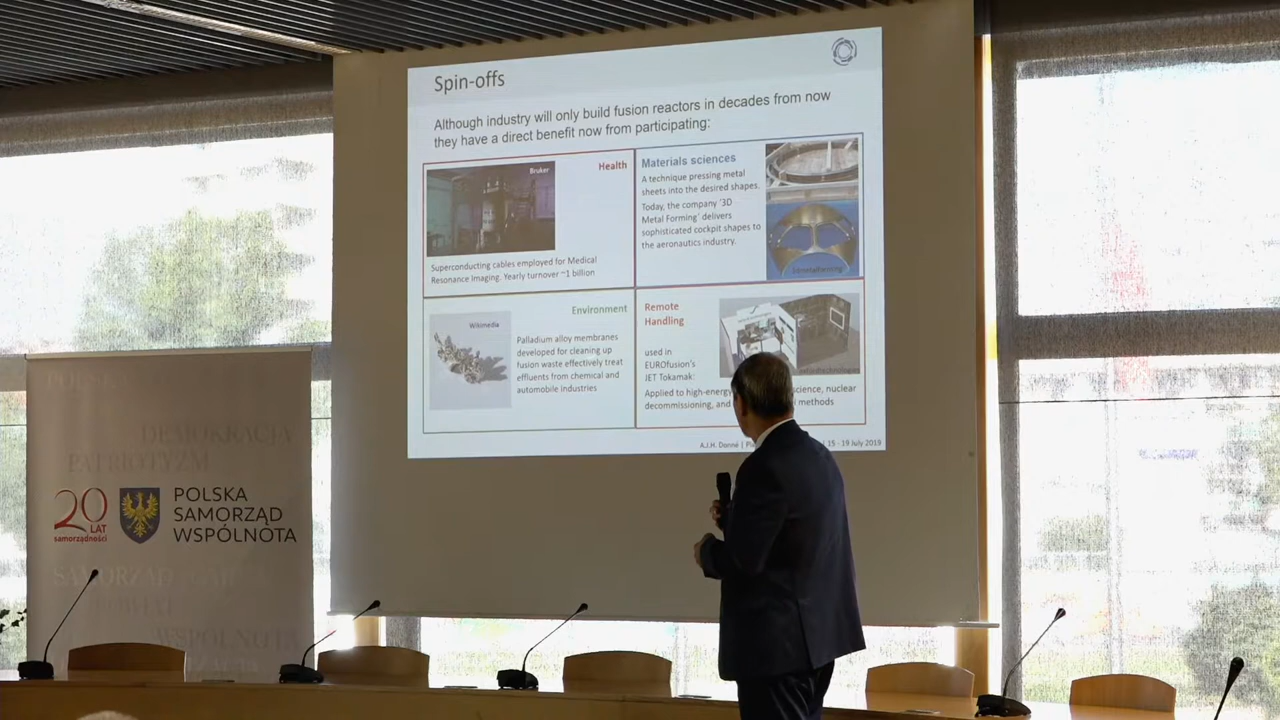 Spin-offs
Although industry will only build fusion reactors in decades from now
they have a direct benefit now from participating:
Bruker
Health
Superconducting cables employed for Medical
Resonance Imaging. Yearly turnover ~1 billion
Materials sciences
A technique pressing metal
sheets into the desired shapes.
Today, the company '3D
Metal Forming' delivers
sophisticated cockpit shapes to
the aeronautics industry.
3dmetalforming
Wikimedia
Environment
Palladium alloy membranes
developed for cleaning up
fusion waste effectively treat
effluents from chemical and
automobile industries
Remote
Handling
used in
EUROfusion's
JET Tokamak:
Applied to high-energy science, nuclear
decommissioning, and methods
A.J.H. Donné | 15 - 19 July 2019
DEMOKRACJA
PATRIOTYZM
20
LAT
samorządności
POLSKA
SAMORZĄD
WSPÓLNOTA
SAMORZĄD
POWIAT
WSPÓLNOTA